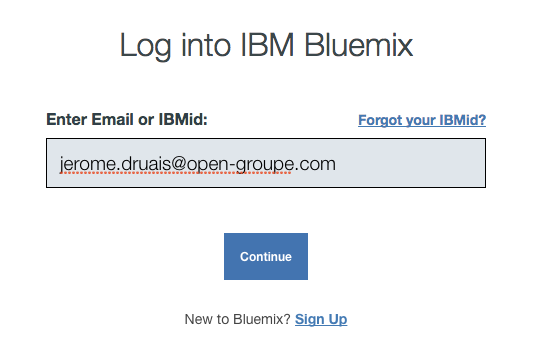 Log into IBM Bluemix
Enter Email or IBMid: Forgot your IBMid?
jerome.druais@open-groupe.com
Continue
New to Bluemix? Sign Up